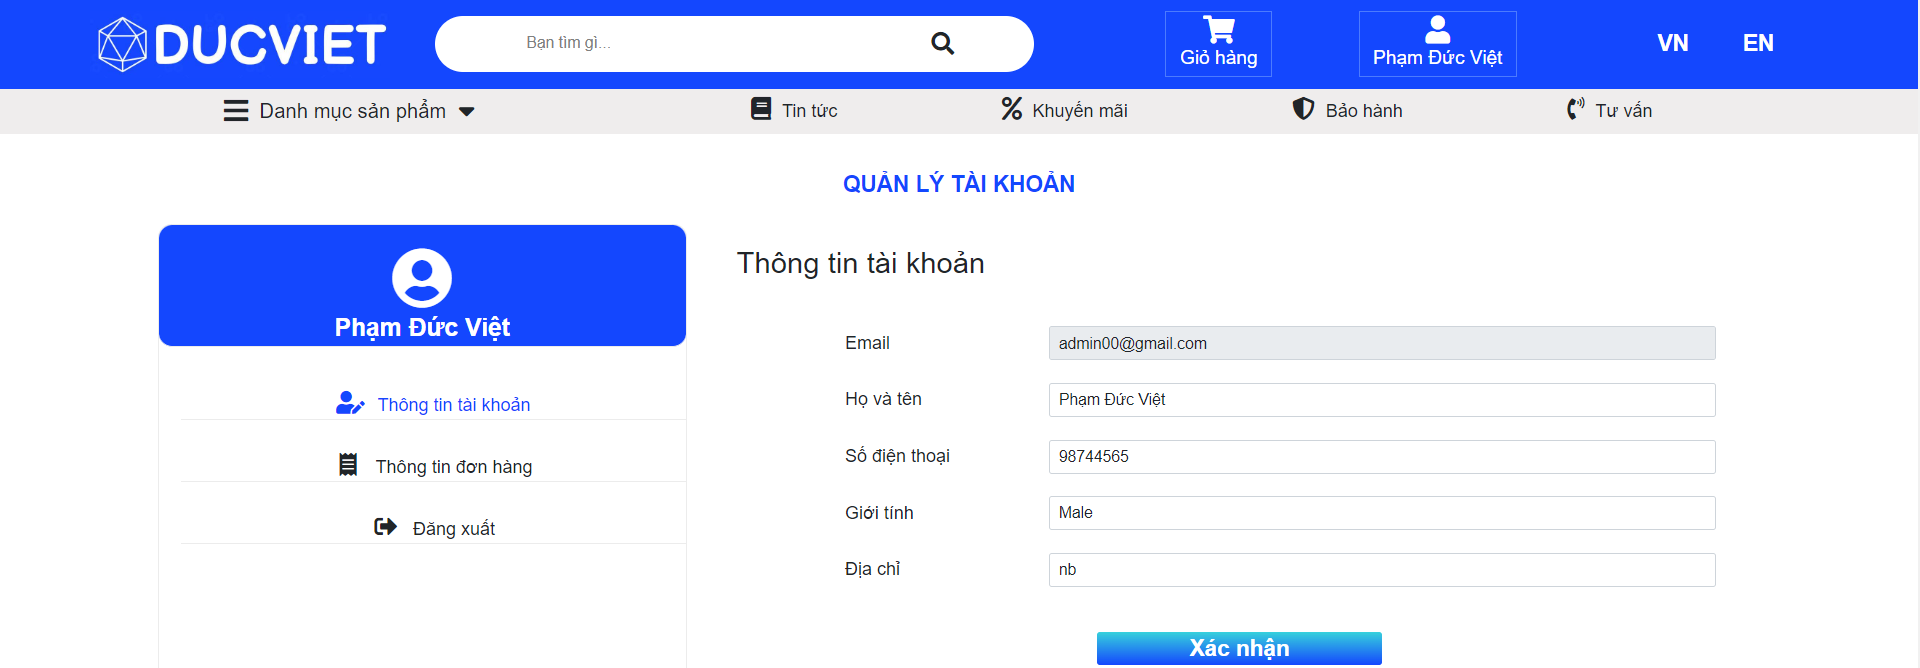 DUCVIET
Bạn tìm gì...
Giỏ hàng
Phạm Đức Việt
VN
EN
Danh mục sản phẩm
Tin tức
Khuyến mãi
Bảo hành
Tư vấn
QUẢN LÝ TÀI KHOẢN
Phạm Đức Việt
Thông tin tài khoản
Thông tin đơn hàng
Đăng xuất
Thông tin tài khoản
Email admin00@gmail.com
Họ và tên Phạm Đức Việt
Số điện thoại 98744565
Giới tính Male
Địa chỉ nb
Xác nhận